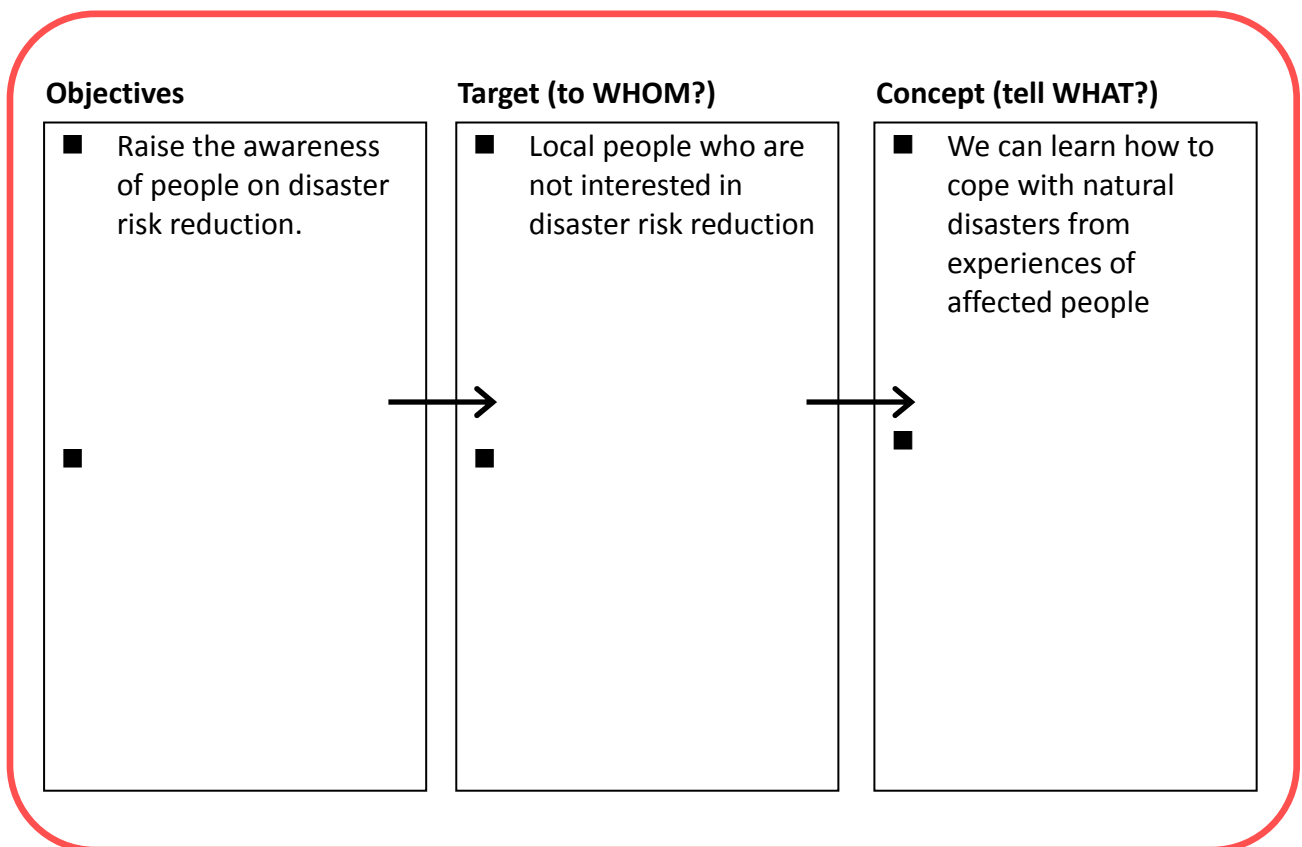 Objectives
■ Raise the awareness
of people on disaster
risk reduction.
■
Target (to WHOM?)
■ Local people who are
not interested in
disaster risk reduction
■
Concept (tell WHAT?)
■ We can learn how to
cope with natural
disasters from
experiences of
affected people
■